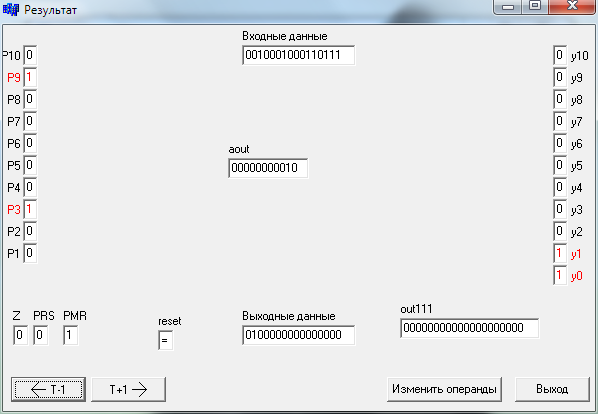 Результат
Входные данные
0010001000110111
P10 0
P9 1
P8 0
P7 0
P6 0
P5 0
P4 0
P3 1
P2 0
P1 0
aout
00000000010
0 y10
0 y9
0 y8
0 y7
0 y6
0 y5
0 y4
0 y3
0 y2
1 y1
1 y0
Z PRS PMR
0 0 1
reset
=
Выходные данные
0100000000000000
out111
00000000000000000000
T-1
T+1
Изменить операнды
Выход